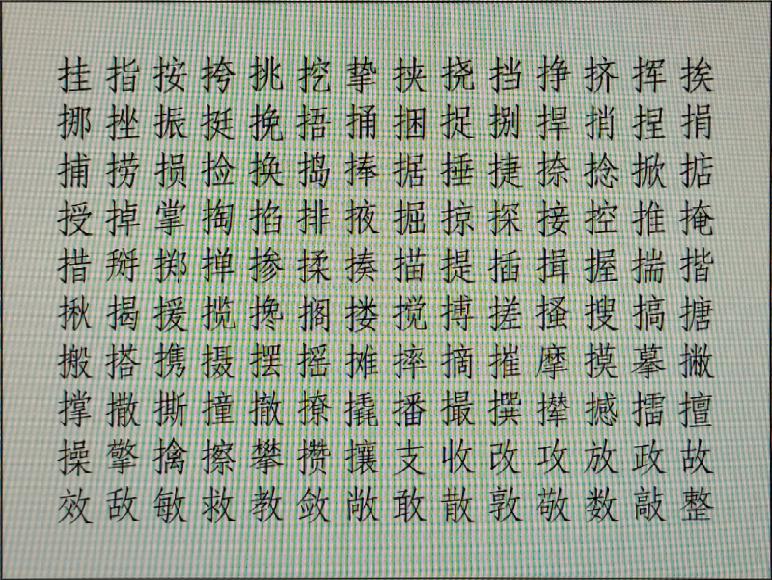 挂指按挎挑挖挚挟挠挡挣挤挥挨
挪挫振挺挽捂捅捆捉捌捍捎捏捐
捕捞损捡换捣捧据捶捷捺捻掀掂
授掉掌掏掐排掖掘掠探接控推掩
措掰掷掸掺揉揍描提插揖握揣揩
揪揭援揽搀搁搂搅搏搓搔搜搞搪
搬搭携摄摆摇摊摔摘摧摩摸摹撇
撑撒撕撞撤撩撬播撮撰撵撼擂擅
操擎擒擦攀攒攘支收改攻放政故
效敌敏救教敛敞敢散敦敬数敲整